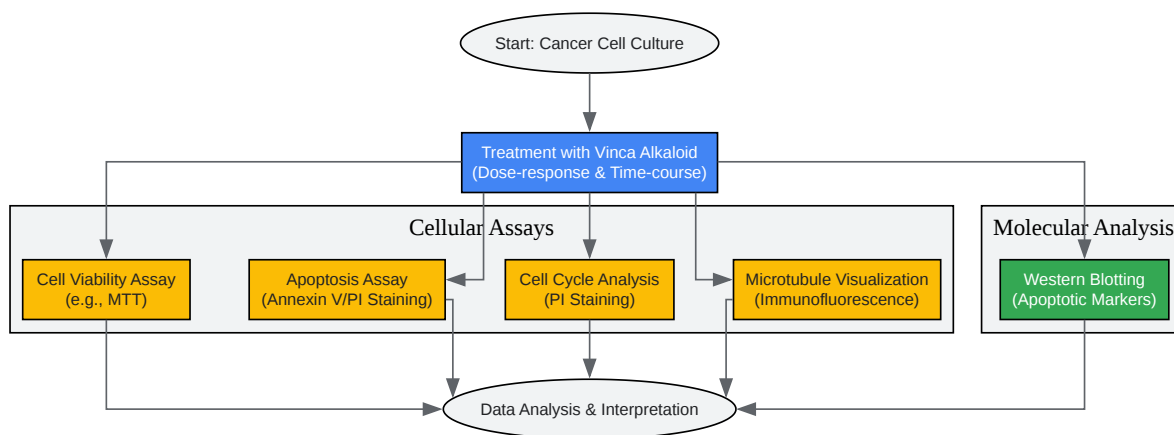 Start: Cancer Cell Culture
Treatment with Vinca Alkaloid
(Dose-response & Time-course)
Cellular Assays
Molecular Analysis
Cell Viability Assay
(e.g., MTT)
Apoptosis Assay
(Annexin V/PI Staining)
Cell Cycle Analysis
(PI Staining)
Microtubule Visualization
(Immunofluorescence)
Western Blotting
(Apoptotic Markers)
Data Analysis & Interpretation